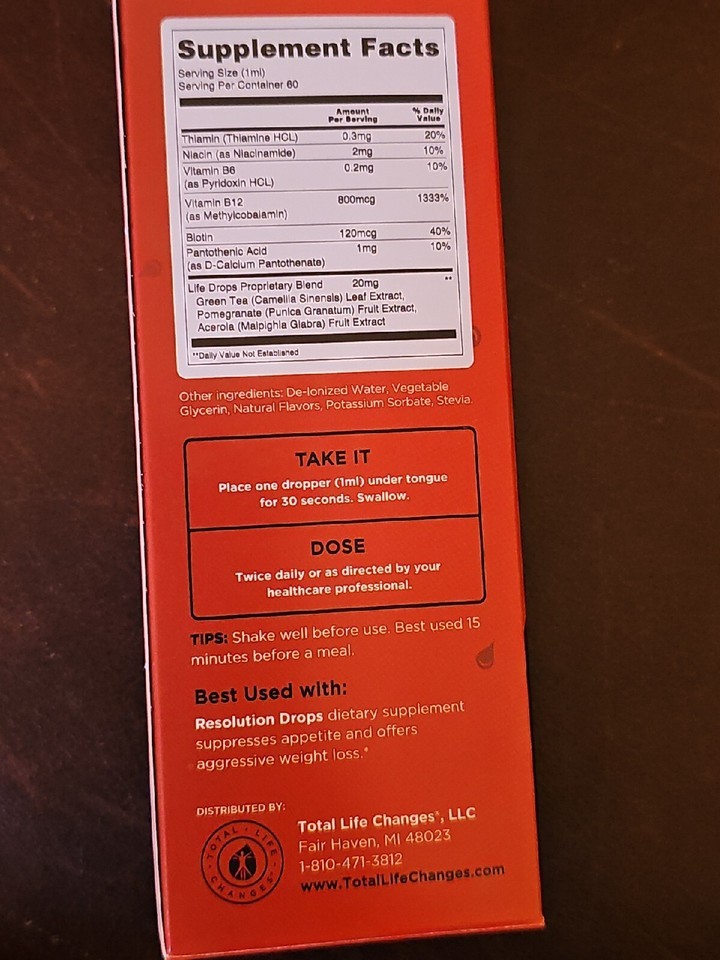 Supplement Facts
Serving Size (1ml)
Serving Per Container 60
Amount Per Serving
% Daily Value
Thiamin (Thiamine HCL) 0.3mg 20%
Niacin (as Niacinamide) 2mg 10%
Vitamin B6 0.2mg 10%
(as Pyridoxin HCL)
Vitamin B12 800mcg 1333%
(as Methylcobalamin)
Biotin 120mcg 40%
Pantothenic Acid 1mg 10%
(as D-Calcium Pantothenate)
Life Drops Proprietary Blend 20mg **
Green Tea (Camellia Sinensis) Leaf Extract,
Pomegranate (Punica Granatum) Fruit Extract,
Acerola (Malpighia Glabra) Fruit Extract
**Daily Value Not Established
Other ingredients: De-Ionized Water, Vegetable
Glycerin, Natural Flavors, Potassium Sorbate, Stevia.
TAKE IT
Place one dropper (1ml) under tongue
for 30 seconds. Swallow.
DOSE
Twice daily or as directed by your
healthcare professional.
TIPS: Shake well before use. Best used 15
minutes before a meal.
Best Used with:
Resolution Drops dietary supplement
suppresses appetite and offers
aggressive weight loss.*
DISTRIBUTED BY:
TOTAL · LIFE · CHANGES
Total Life Changes®, LLC
Fair Haven, MI 48023
1-810-471-3812
www.TotalLifeChanges.com